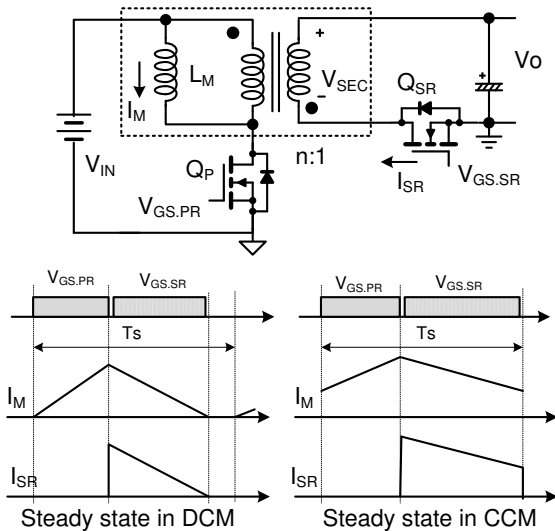 +
L_M
I_M
V_SEC
-
Q_SR
+
Vo
V_IN
Q_P
n:1
V_GS.PR
I_SR
V_GS.SR
V_GS.PR V_GS.SR
Ts
I_M
I_SR
Steady state in DCM
V_GS.PR V_GS.SR
Ts
I_M
I_SR
Steady state in CCM